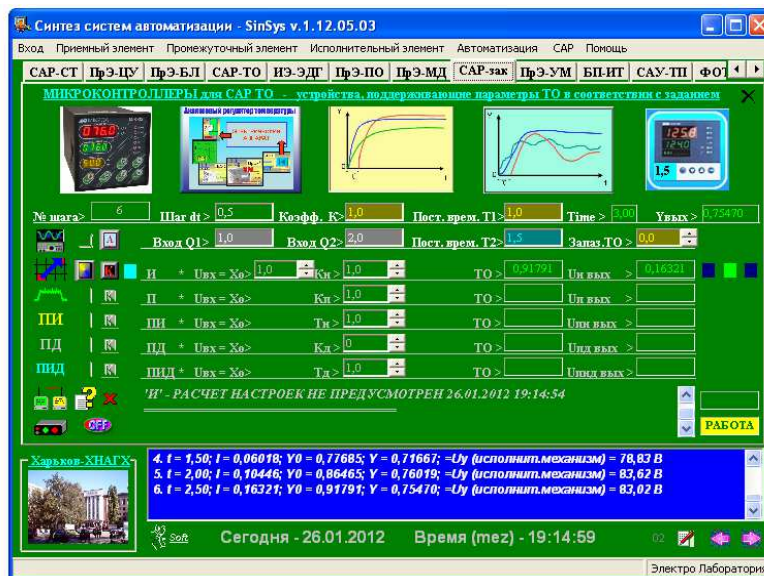 Синтез систем автоматизации - SinSys v.1.12.05.03
Вход Приемный элемент Промежуточный элемент Исполнительный элемент Автоматизация САР Помощь
САР-СТ ПрЭ-ЦУ ПрЭ-БЛ САР-ТО ИЭ-ЭДГ ПрЭ-ПО ПрЭ-МД САР-зак ПрЭ-УМ БП-ИТ САУ-ТП ФОТ
МИКРОКОНТРОЛЛЕРЫ для САР ТО - устройства, поддерживающие параметры ТО в соответствии с заданием
Аналоговый регулятор температуры
1,5
№ шага> 6 Шаг dt> 0,5 Коэфф. К> 1,0 Пост. врем. Т1> 1,0 Time > 3,00 Yвых> 0,75470
А Вход Q1> 1,0 Вход Q2> 2,0 Пост. врем. Т2> 1,5 Запаз.ТО> 0,0
И * Uвх = Xo> 1,0 Ки > 1,0 ТО > 0,91791 Uи вых > 0,16321
П * Uвх = Xo> Кп > 1,0 ТО > Uп вых >
ПИ ПИ * Uвх = Xo> Ти > 1,0 ТО > Uпи вых >
ПД ПД * Uвх = Xo> Кд > 0 ТО > Uпд вых >
ПИД ПИД * Uвх = Xo> Тд > 1,0 ТО > Uпид вых >
'И' - РАСЧЕТ НАСТРОЕК НЕ ПРЕДУСМОТРЕН 26.01.2012 19:14:54
OFF РАБОТА
Харьков-ХНАГХ
4. t = 1,50; I = 0,06018; Y0 = 0,77685; Y = 0,71667; =Uy (исполнит.механизм) = 78,83 В
5. t = 2,00; I = 0,10446; Y0 = 0,86465; Y = 0,76019; =Uy (исполнит.механизм) = 83,62 В
6. t = 2,50; I = 0,16321; Y0 = 0,91791; Y = 0,75470; =Uy (исполнит.механизм) = 83,02 В
Soft Сегодня - 26.01.2012 Время (mez) - 19:14:59 02
Электро Лаборатория